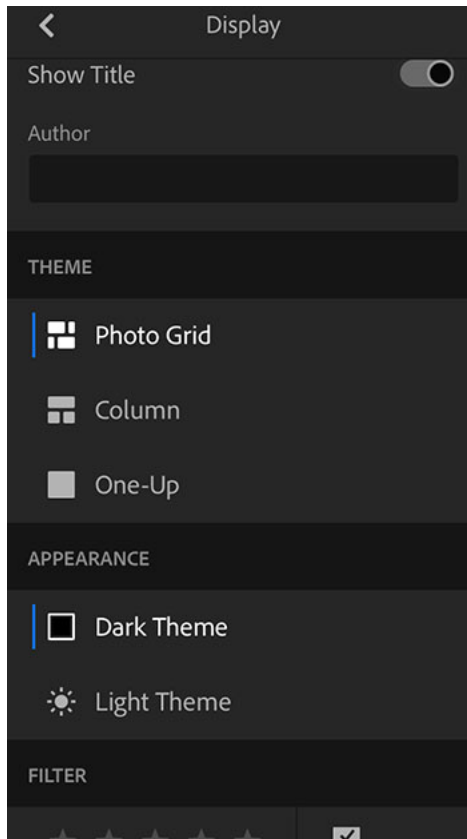 Display
Show Title
Author
THEME
Photo Grid
Column
One-Up
APPEARANCE
Dark Theme
Light Theme
FILTER